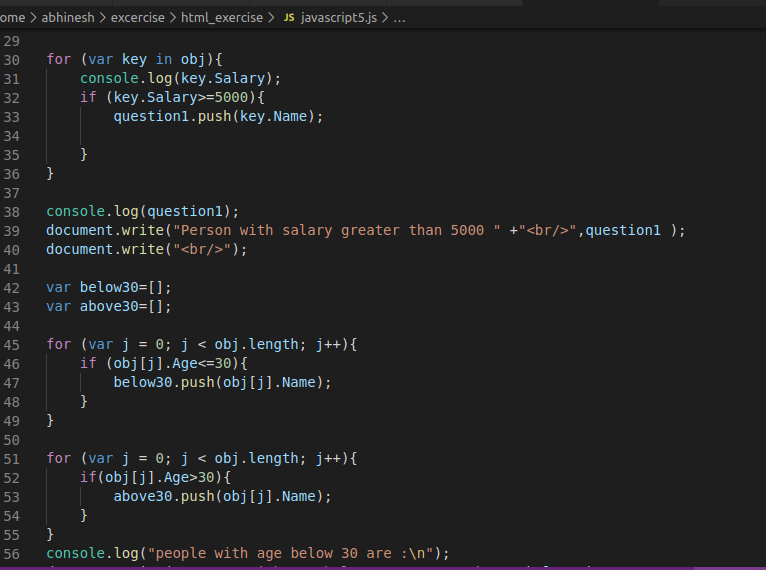 ome > abhinesh > excercise > html_exercise > JS javascript5.js > ...
29
30 for (var key in obj){
31 console.log(key.Salary);
32 if (key.Salary>=5000){
33 question1.push(key.Name);
34
35 }
36 }
37
38 console.log(question1);
39 document.write("Person with salary greater than 5000 " +"<br/>",question1 );
40 document.write("<br/>");
41
42 var below30=[];
43 var above30=[];
44
45 for (var j = 0; j < obj.length; j++){
46 if (obj[j].Age<=30){
47 below30.push(obj[j].Name);
48 }
49 }
50
51 for (var j = 0; j < obj.length; j++){
52 if(obj[j].Age>30){
53 above30.push(obj[j].Name);
54 }
55 }
56 console.log("people with age below 30 are :\n");